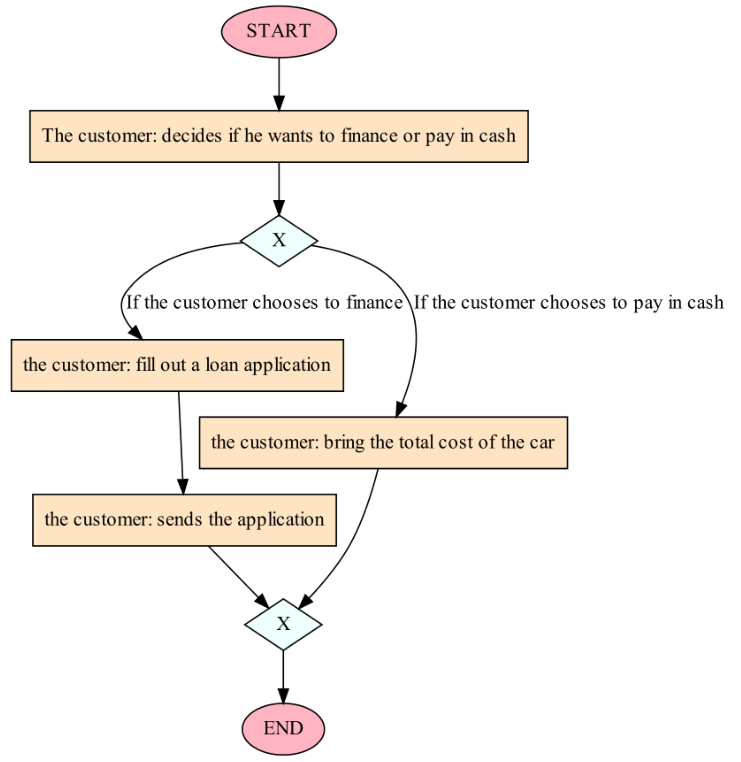 START
The customer: decides if he wants to finance or pay in cash
X
If the customer chooses to finance
If the customer chooses to pay in cash
the customer: fill out a loan application
the customer: bring the total cost of the car
the customer: sends the application
X
END